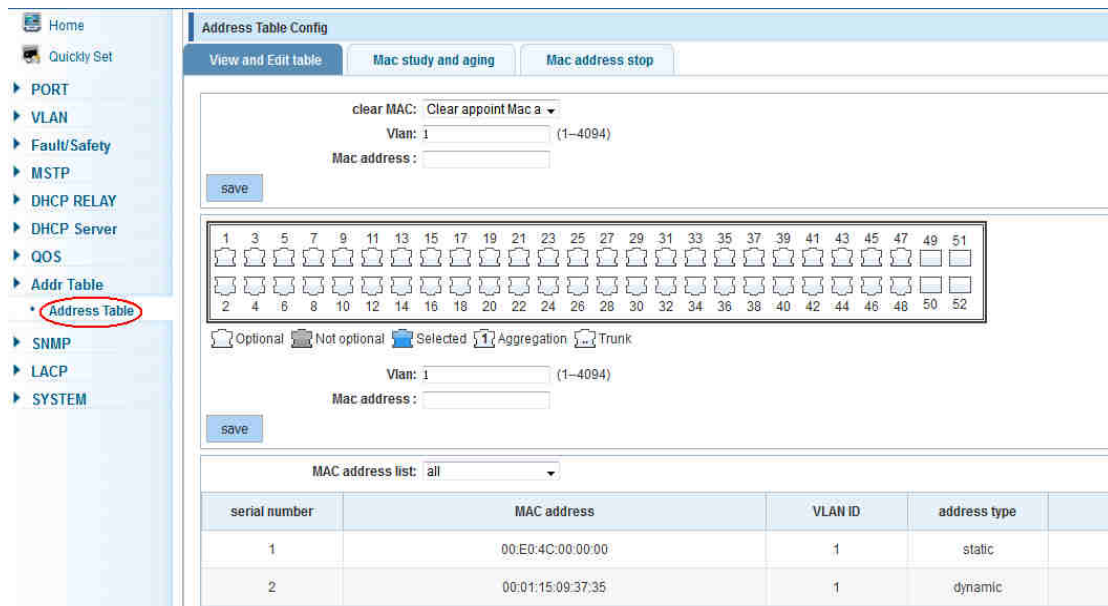 Home
Quickly Set
PORT
VLAN
Fault/Safety
MSTP
DHCP RELAY
DHCP Server
QOS
Addr Table
Address Table
SNMP
LACP
SYSTEM
Address Table Config
View and Edit table Mac study and aging Mac address stop
clear MAC: Clear appoint Mac a
Vlan: 1 (1–4094)
Mac address :
save
1 3 5 7 9 11 13 15 17 19 21 23 25 27 29 31 33 35 37 39 41 43 45 47 49 51
2 4 6 8 10 12 14 16 18 20 22 24 26 28 30 32 34 36 38 40 42 44 46 48 50 52
Optional Not optional Selected 1 Aggregation .. Trunk
Vlan: 1 (1–4094)
Mac address :
save
MAC address list: all
serial number MAC address VLAN ID address type
1 00:E0:4C:00:00:00 1 static
2 00:01:15:09:37:35 1 dynamic